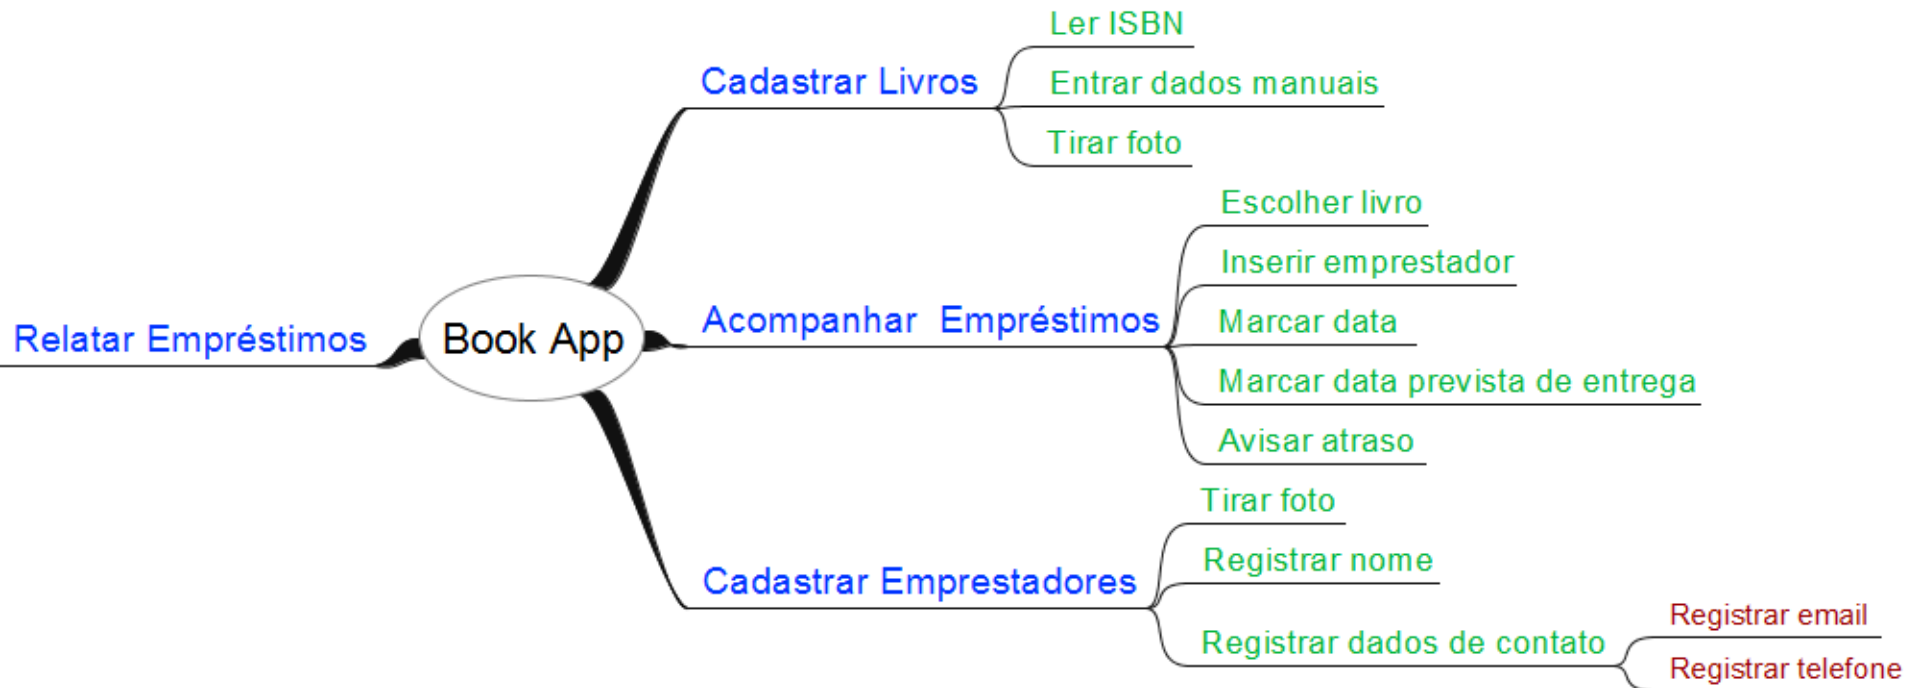 Ler ISBN
Cadastrar Livros
Entrar dados manuais
Tirar foto
Escolher livro
Inserir emprestador
Relatar Empréstimos
Book App
Acompanhar Empréstimos
Marcar data
Marcar data prevista de entrega
Avisar atraso
Tirar foto
Registrar nome
Cadastrar Emprestadores
Registrar dados de contato
Registrar email
Registrar telefone